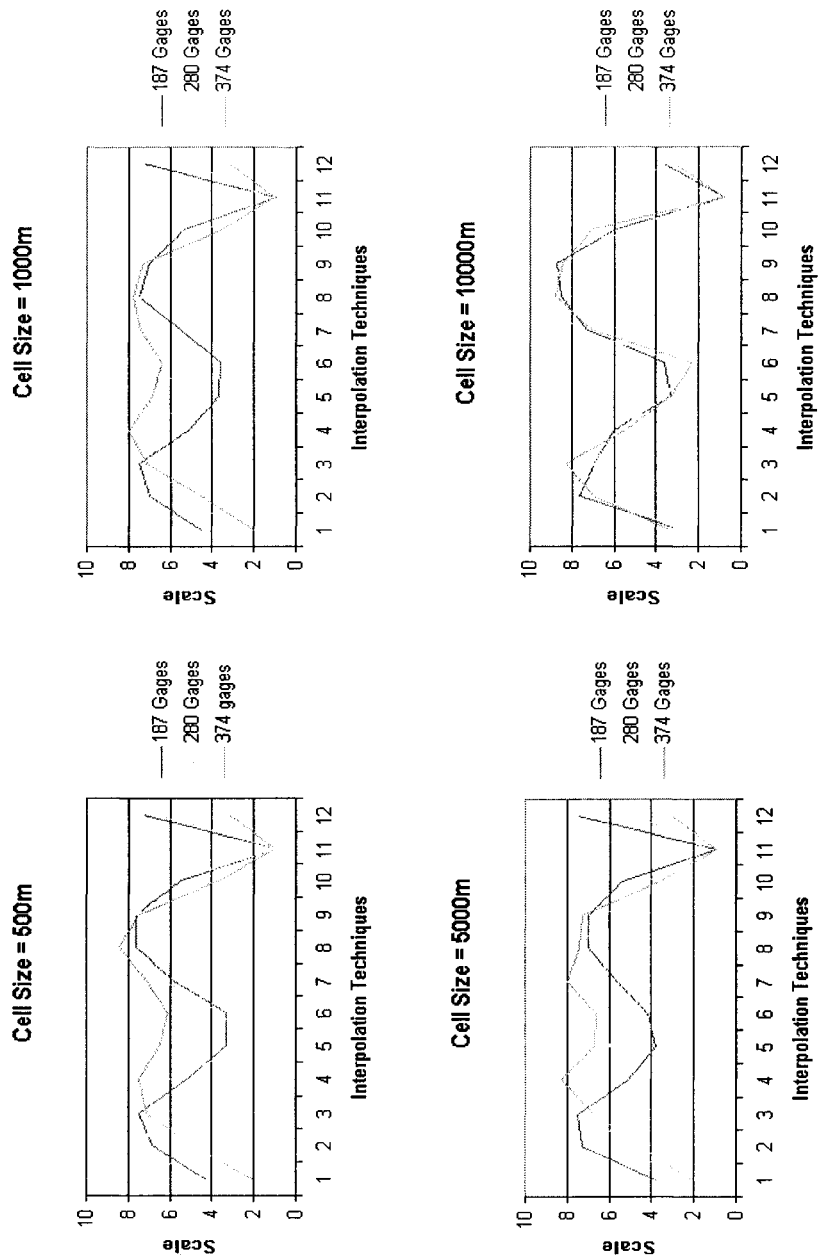 Cell Size = 500m
10
8
6
4
2
0
Scale
1 2 3 4 5 6 7 8 9 10 11 12
Interpolation Techniques
187 Gages
280 Gages
374 gages
Cell Size = 1000m
10
8
6
4
2
0
Scale
1 2 3 4 5 6 7 8 9 10 11 12
Interpolation Techniques
187 Gages
280 Gages
374 Gages
Cell Size = 5000m
10
8
6
4
2
0
Scale
1 2 3 4 5 6 7 8 9 10 11 12
Interpolation Techniques
187 Gages
280 Gages
374 Gages
Cell Size = 10000m
10
8
6
4
2
0
Scale
1 2 3 4 5 6 7 8 9 10 11 12
Interpolation Techniques
187 Gages
280 Gages
374 Gages